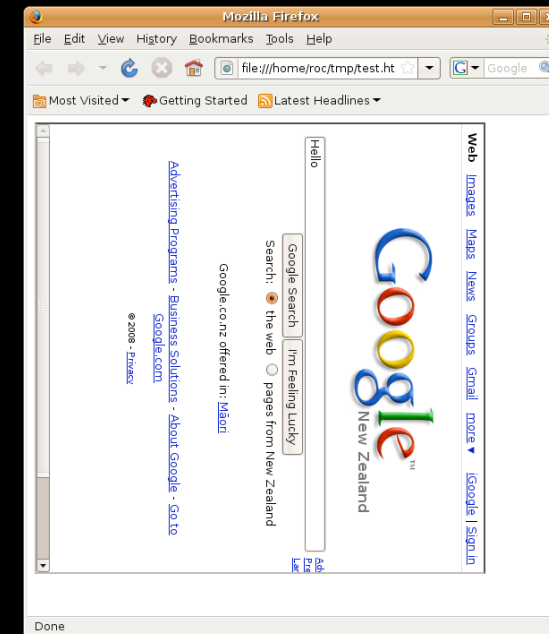 Mozilla Firefox
File Edit View History Bookmarks Tools Help
file:///home/roc/tmp/test.ht
Google
Most Visited Getting Started Latest Headlines
Web Images Maps News Groups Gmail more ▼ iGoogle | Sign in
Google™
New Zealand
Hello
Google Search I'm Feeling Lucky
Search: the web pages from New Zealand
Google.co.nz offered in: Māori
Advertising Programs - Business Solutions - About Google - Go to
Google.com
© 2008 - Privacy
Done